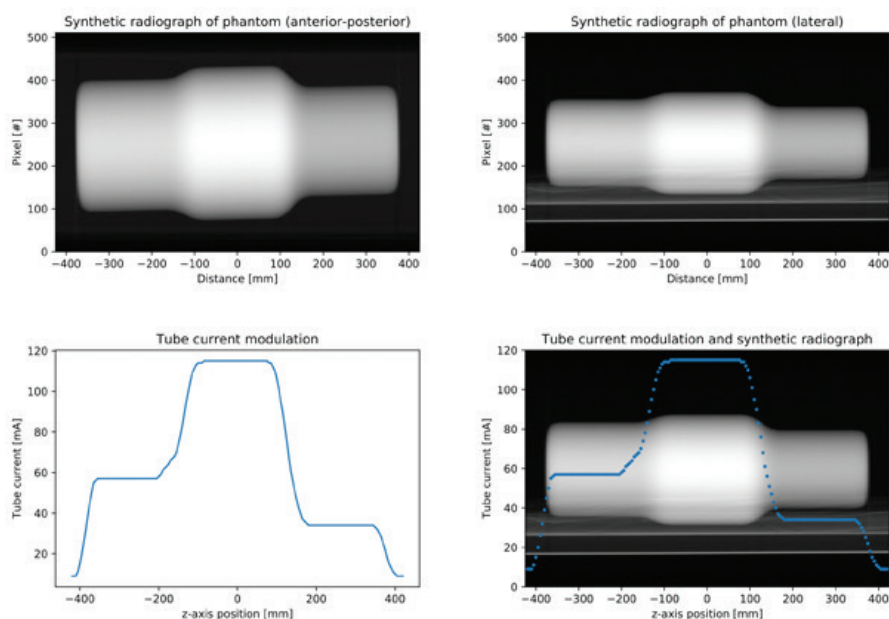 Synthetic radiograph of phantom (anterior-posterior)
500
400
300
200
100
0
Pixel [#]
−400 −300 −200 −100 0 100 200 300 400
Distance [mm]
Synthetic radiograph of phantom (lateral)
500
400
300
200
100
0
Pixel [#]
−400 −300 −200 −100 0 100 200 300 400
Distance [mm]
Tube current modulation
120
100
80
60
40
20
Tube current [mA]
−400 −200 0 200 400
z-axis position [mm]
Tube current modulation and synthetic radiograph
120
100
80
60
40
20
0
Tube current [mA]
−400 −300 −200 −100 0 100 200 300 400
z-axis position [mm]